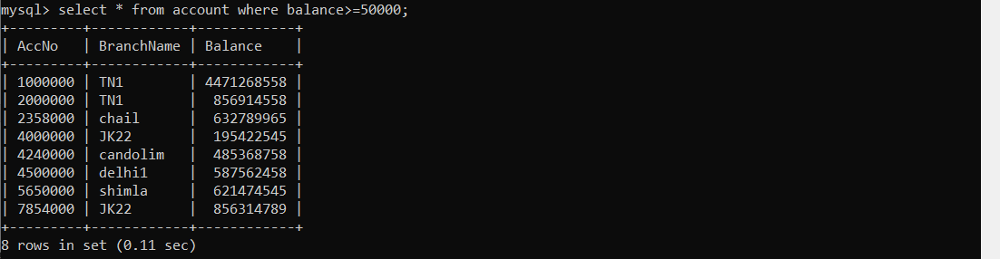 mysql> select * from account where balance>=50000;
+---------+------------+------------+
| AccNo   | BranchName | Balance    |
+---------+------------+------------+
| 1000000 | TN1        | 4471268558 |
| 2000000 | TN1        |  856914558 |
| 2358000 | chail      |  632789965 |
| 4000000 | JK22       |  195422545 |
| 4240000 | candolim   |  485368758 |
| 4500000 | delhi1     |  587562458 |
| 5650000 | shimla     |  621474545 |
| 7854000 | JK22       |  856314789 |
+---------+------------+------------+
8 rows in set (0.11 sec)